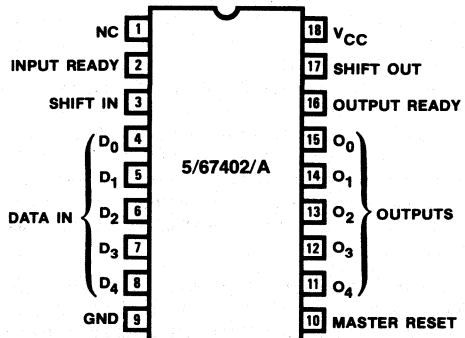 NC 1 18 VCC
INPUT READY 2 17 SHIFT OUT
SHIFT IN 3 16 OUTPUT READY
D0 4 15 O0
5/67402/A
D1 5 14 O1
DATA IN D2 6 13 O2 OUTPUTS
D3 7 12 O3
D4 8 11 O4
GND 9 10 MASTER RESET